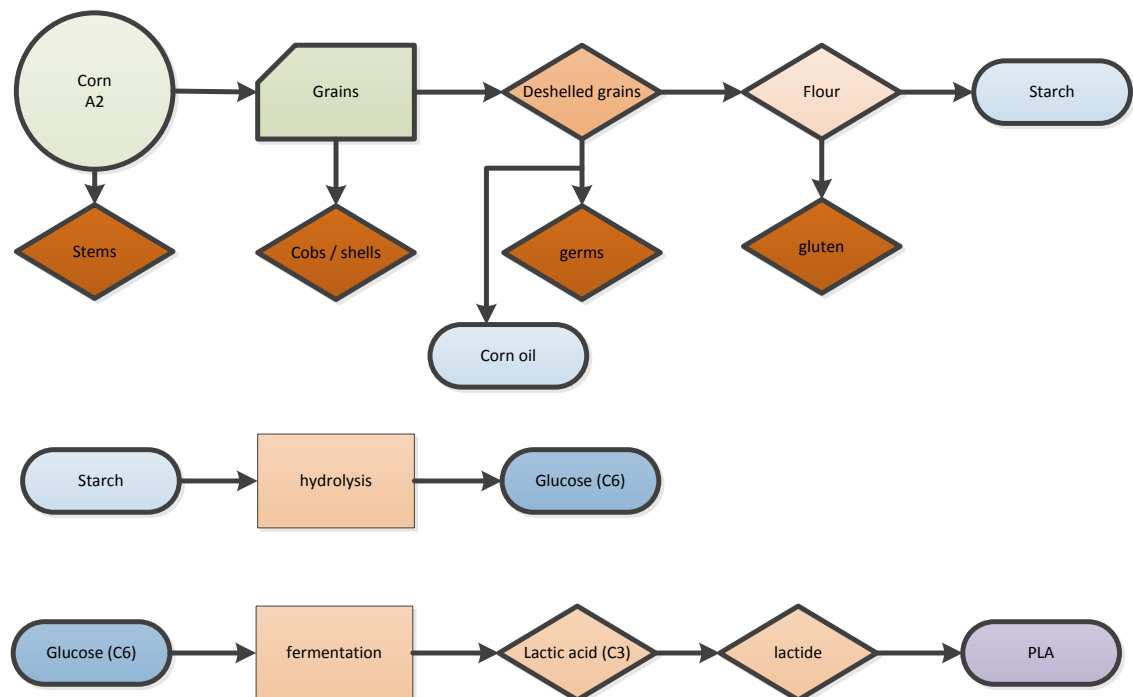 Corn
A2
Grains
Deshelled grains
Flour
Starch
Stems
Cobs / shells
germs
gluten
Corn oil
Starch
hydrolysis
Glucose (C6)
Glucose (C6)
fermentation
Lactic acid (C3)
lactide
PLA